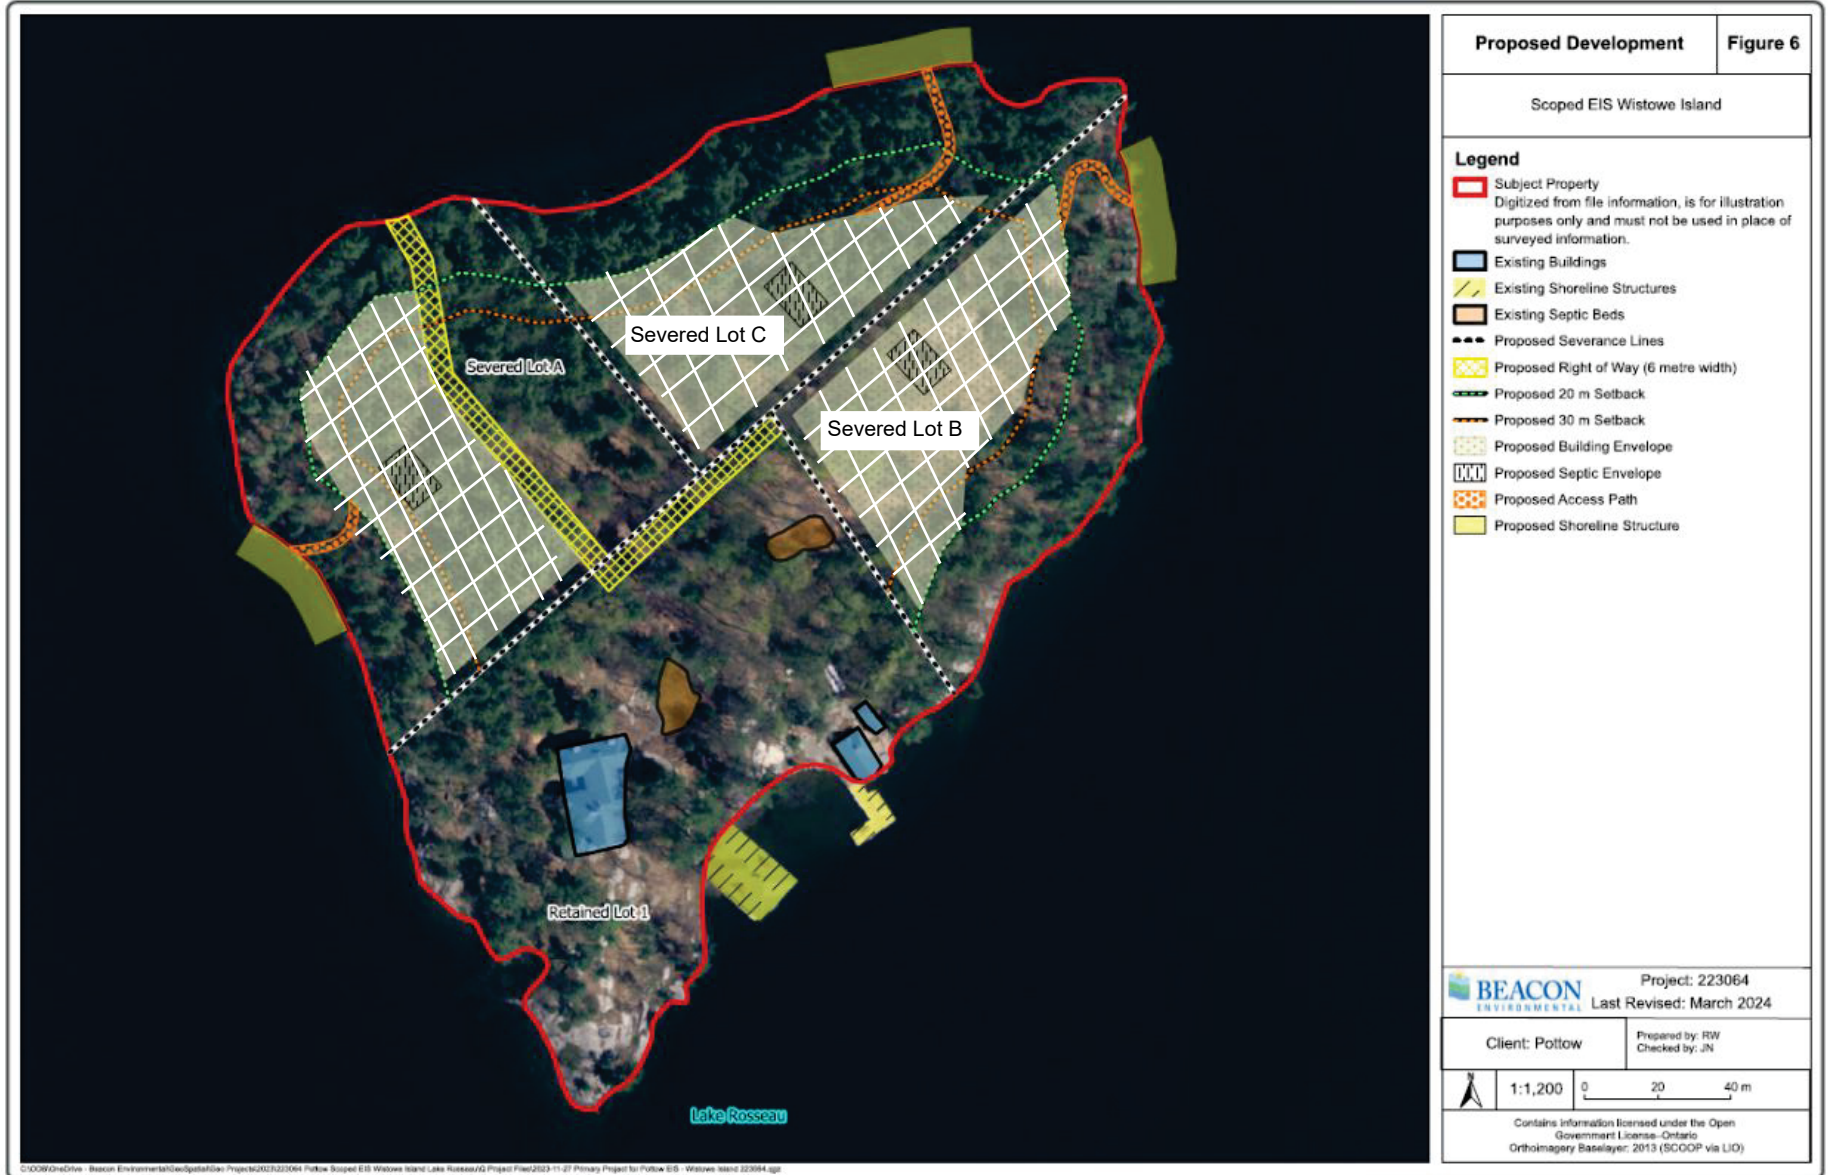 Proposed Development
Figure 6
Scoped EIS Wistowe Island
Legend
Subject Property
Digitized from file information, is for illustration
purposes only and must not be used in place of
surveyed information.
Existing Buildings
Existing Shoreline Structures
Existing Septic Beds
Proposed Severance Lines
Proposed Right of Way (6 metre width)
Proposed 20 m Setback
Proposed 30 m Setback
Proposed Building Envelope
Proposed Septic Envelope
Proposed Access Path
Proposed Shoreline Structure
Severed Lot C
Severed Lot A
Severed Lot B
Retained Lot 1
Lake Rosseau
BEACON
ENVIRONMENTAL
Project: 223064
Last Revised: March 2024
Client: Pottow
Prepared by: RW
Checked by: JN
N
1:1,200
0 20 40 m
Contains information licensed under the Open
Government License–Ontario
Orthoimagery Baselayer: 2013 (SCOOP via LIO)